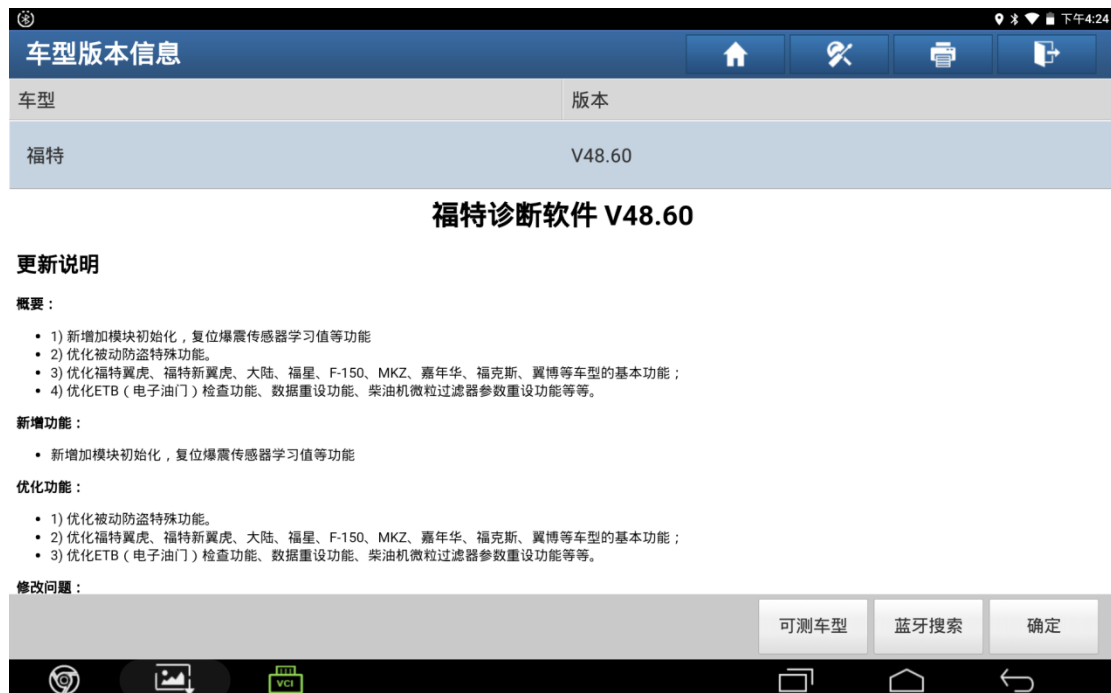 下午4:24
车型版本信息
车型 版本
福特 V48.60
福特诊断软件 V48.60
更新说明
概要：
• 1) 新增加模块初始化，复位爆震传感器学习值等功能
• 2) 优化被动防盗特殊功能。
• 3) 优化福特翼虎、福特新翼虎、大陆、福星、F-150、MKZ、嘉年华、福克斯、翼博等车型的基本功能；
• 4) 优化ETB（电子油门）检查功能、数据重设功能、柴油机微粒过滤器参数重设功能等等。
新增功能：
• 新增加模块初始化，复位爆震传感器学习值等功能
优化功能：
• 1) 优化被动防盗特殊功能。
• 2) 优化福特翼虎、福特新翼虎、大陆、福星、F-150、MKZ、嘉年华、福克斯、翼博等车型的基本功能；
• 3) 优化ETB（电子油门）检查功能、数据重设功能、柴油机微粒过滤器参数重设功能等等。
修改问题：
可测车型 蓝牙搜索 确定
VCI